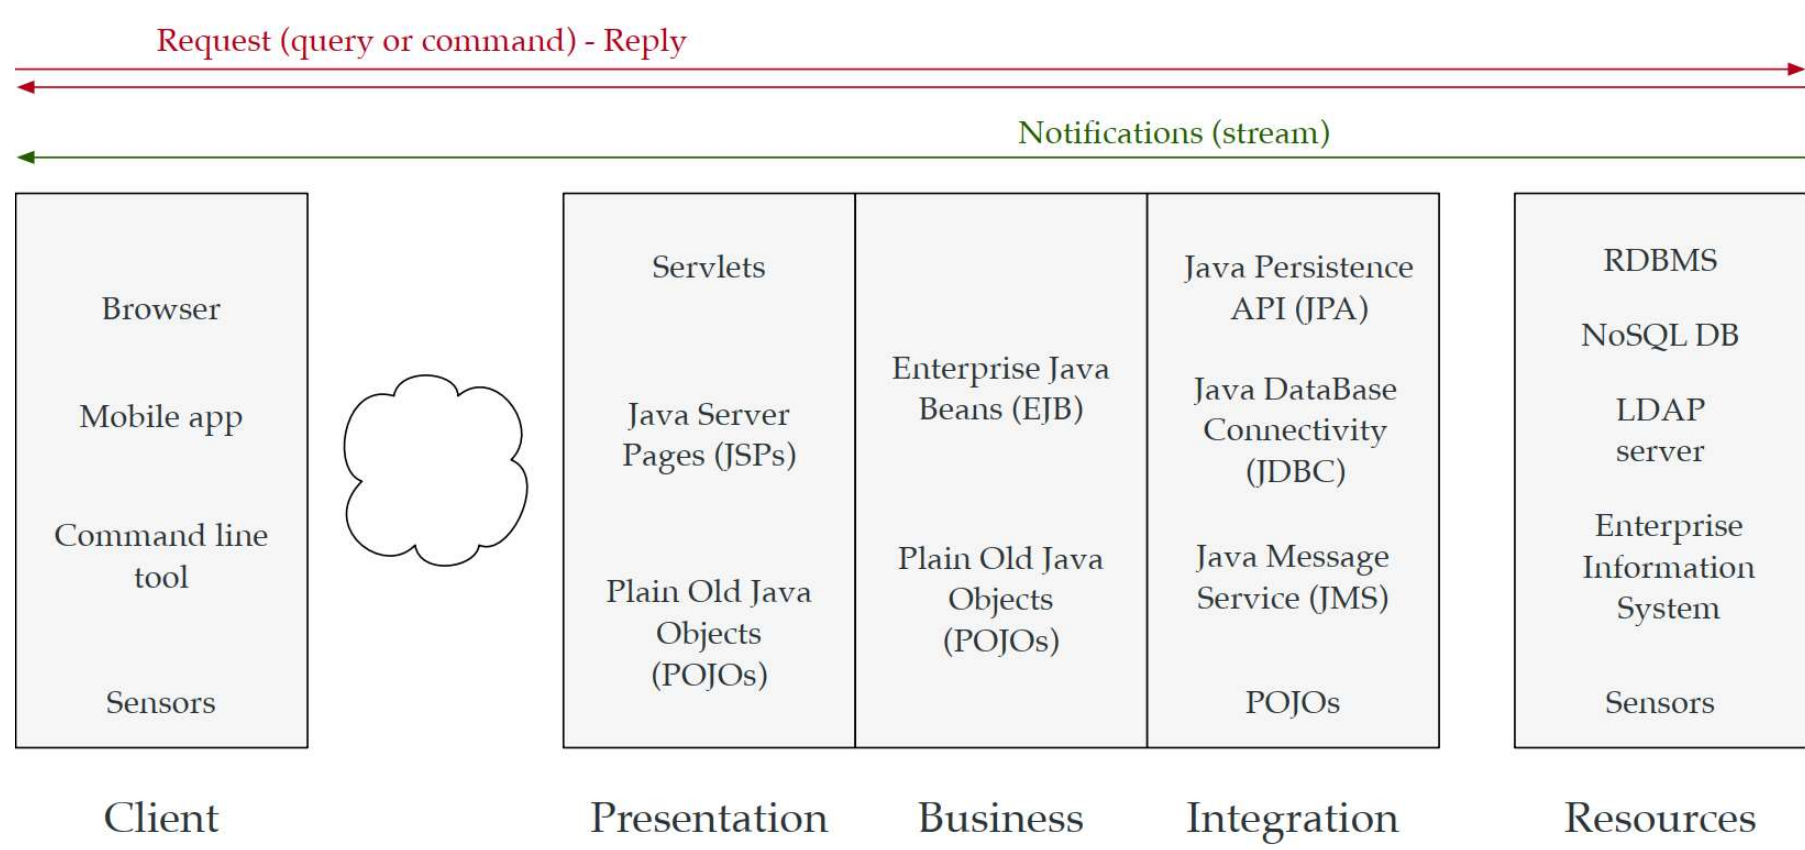 Request (query or command) - Reply
Notifications (stream)
Browser
Mobile app
Command line
tool
Sensors
Client
Servlets
Java Server
Pages (JSPs)
Plain Old Java
Objects
(POJOs)
Presentation
Enterprise Java
Beans (EJB)
Plain Old Java
Objects
(POJOs)
Business
Java Persistence
API (JPA)
Java DataBase
Connectivity
(JDBC)
Java Message
Service (JMS)
POJOs
Integration
RDBMS
NoSQL DB
LDAP
server
Enterprise
Information
System
Sensors
Resources